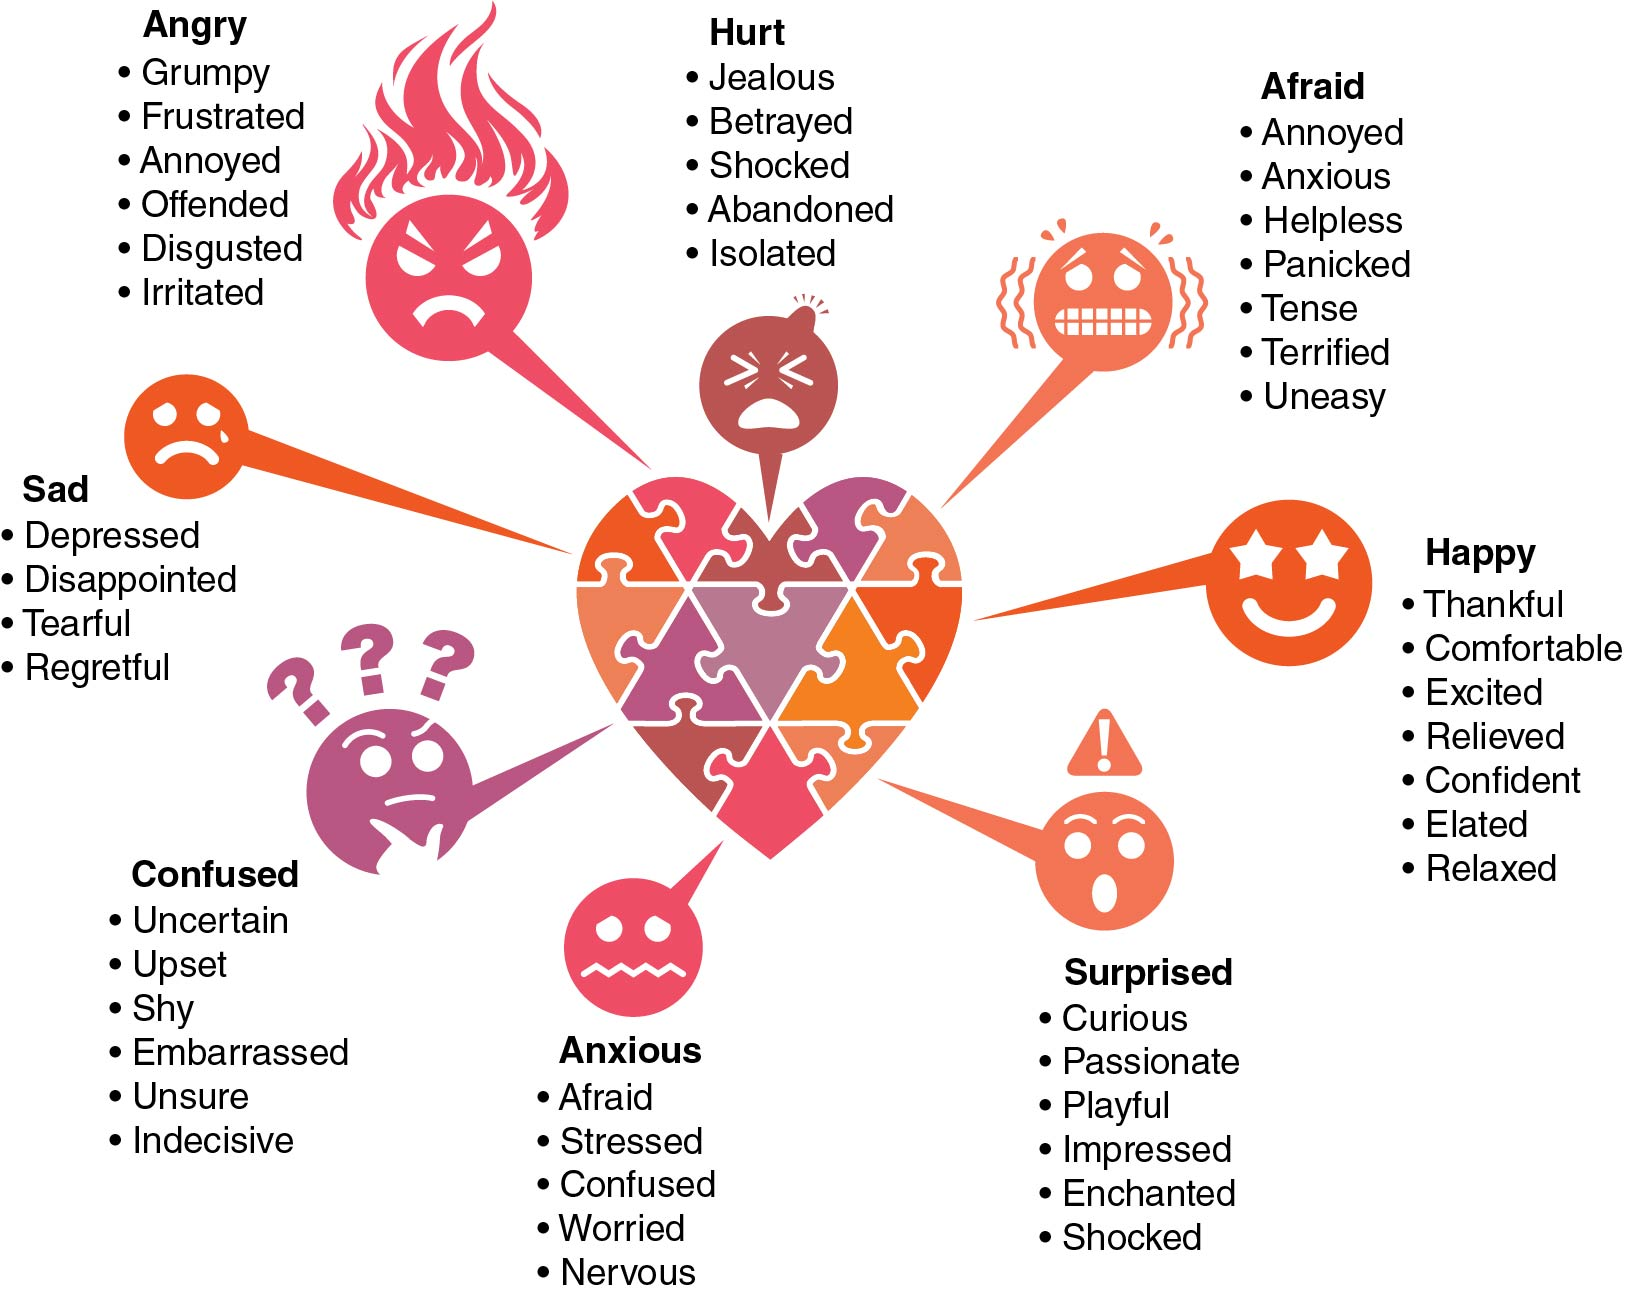 Angry
• Grumpy
• Frustrated
• Annoyed
• Offended
• Disgusted
• Irritated
Hurt
• Jealous
• Betrayed
• Shocked
• Abandoned
• Isolated
Afraid
• Annoyed
• Anxious
• Helpless
• Panicked
• Tense
• Terrified
• Uneasy
Sad
• Depressed
• Disappointed
• Tearful
• Regretful
Happy
• Thankful
• Comfortable
• Excited
• Relieved
• Confident
• Elated
• Relaxed
? ? ?
!
Confused
• Uncertain
• Upset
• Shy
• Embarrassed
• Unsure
• Indecisive
Anxious
• Afraid
• Stressed
• Confused
• Worried
• Nervous
Surprised
• Curious
• Passionate
• Playful
• Impressed
• Enchanted
• Shocked